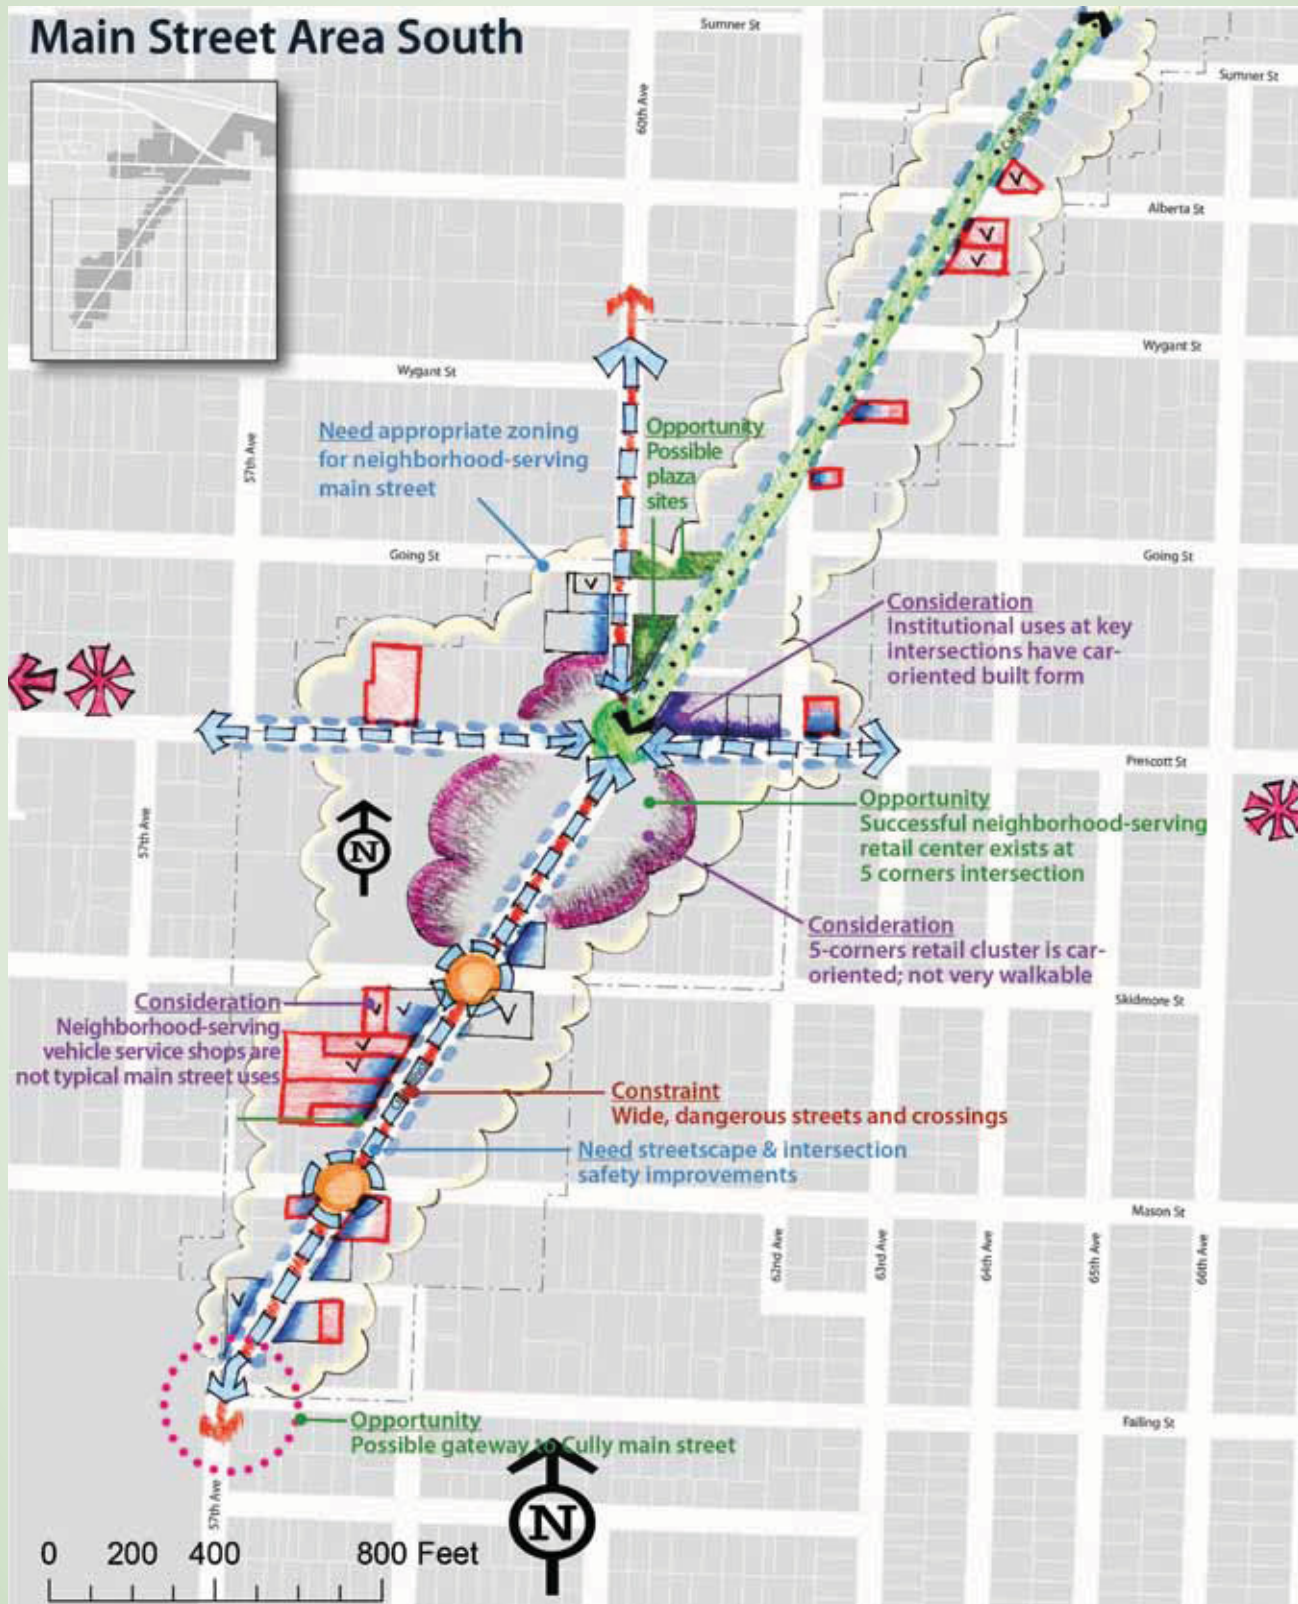 Main Street Area South
Sumner St
Sumner St
60th Ave
Alberta St
Wygant St
Wygant St
57th Ave
Need appropriate zoning
for neighborhood-serving
main street
Opportunity
Possible
plaza
sites
Going St
Going St
Consideration
Institutional uses at key
intersections have car-
oriented built form
Prescott St
57th Ave
N
Opportunity
Successful neighborhood-serving
retail center exists at
5 corners intersection
Consideration
5-corners retail cluster is car-
oriented; not very walkable
Skidmore St
Consideration
Neighborhood-serving
vehicle service shops are
not typical main street uses
Constraint
Wide, dangerous streets and crossings
Need streetscape & intersection
safety improvements
Mason St
62nd Ave
63rd Ave
64th Ave
65th Ave
66th Ave
Opportunity
Possible gateway to Cully main street
Failing St
57th Ave
N
0 200 400 800 Feet